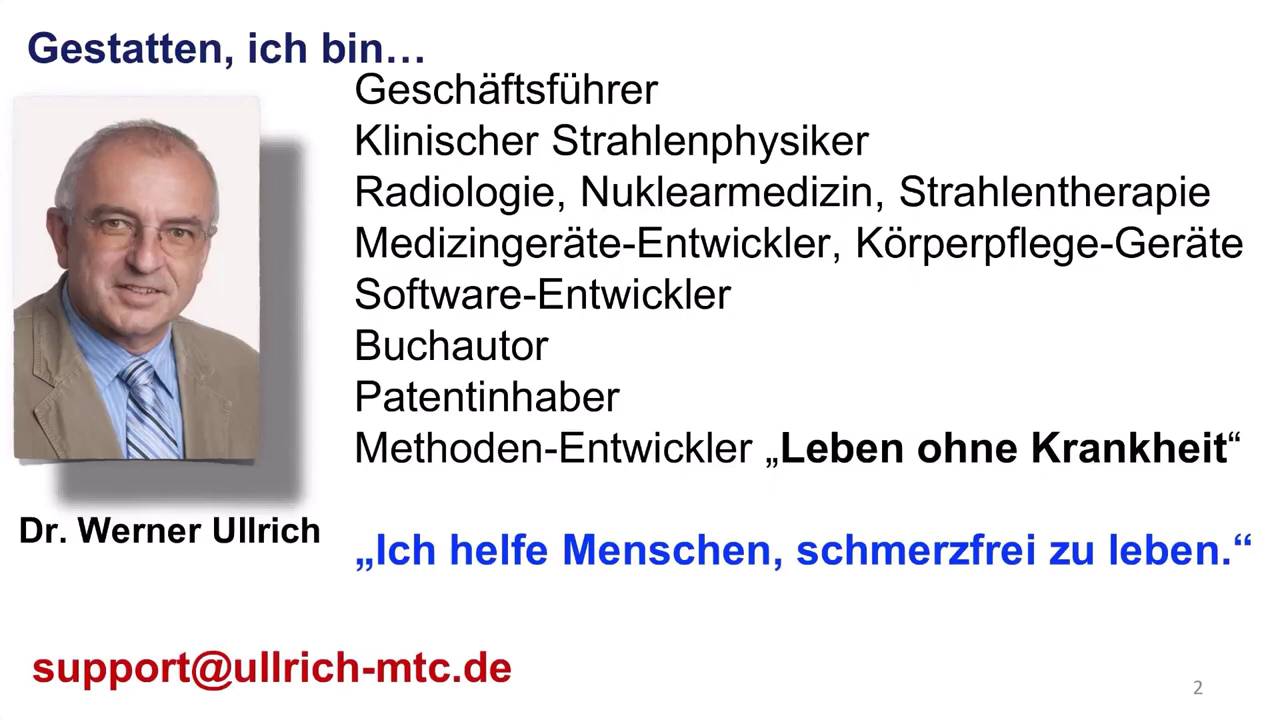 Gestatten, ich bin…
Geschäftsführer
Klinischer Strahlenphysiker
Radiologie, Nuklearmedizin, Strahlentherapie
Medizingeräte-Entwickler, Körperpflege-Geräte
Software-Entwickler
Buchautor
Patentinhaber
Methoden-Entwickler „Leben ohne Krankheit“
Dr. Werner Ullrich
„Ich helfe Menschen, schmerzfrei zu leben.“
support@ullrich-mtc.de
2